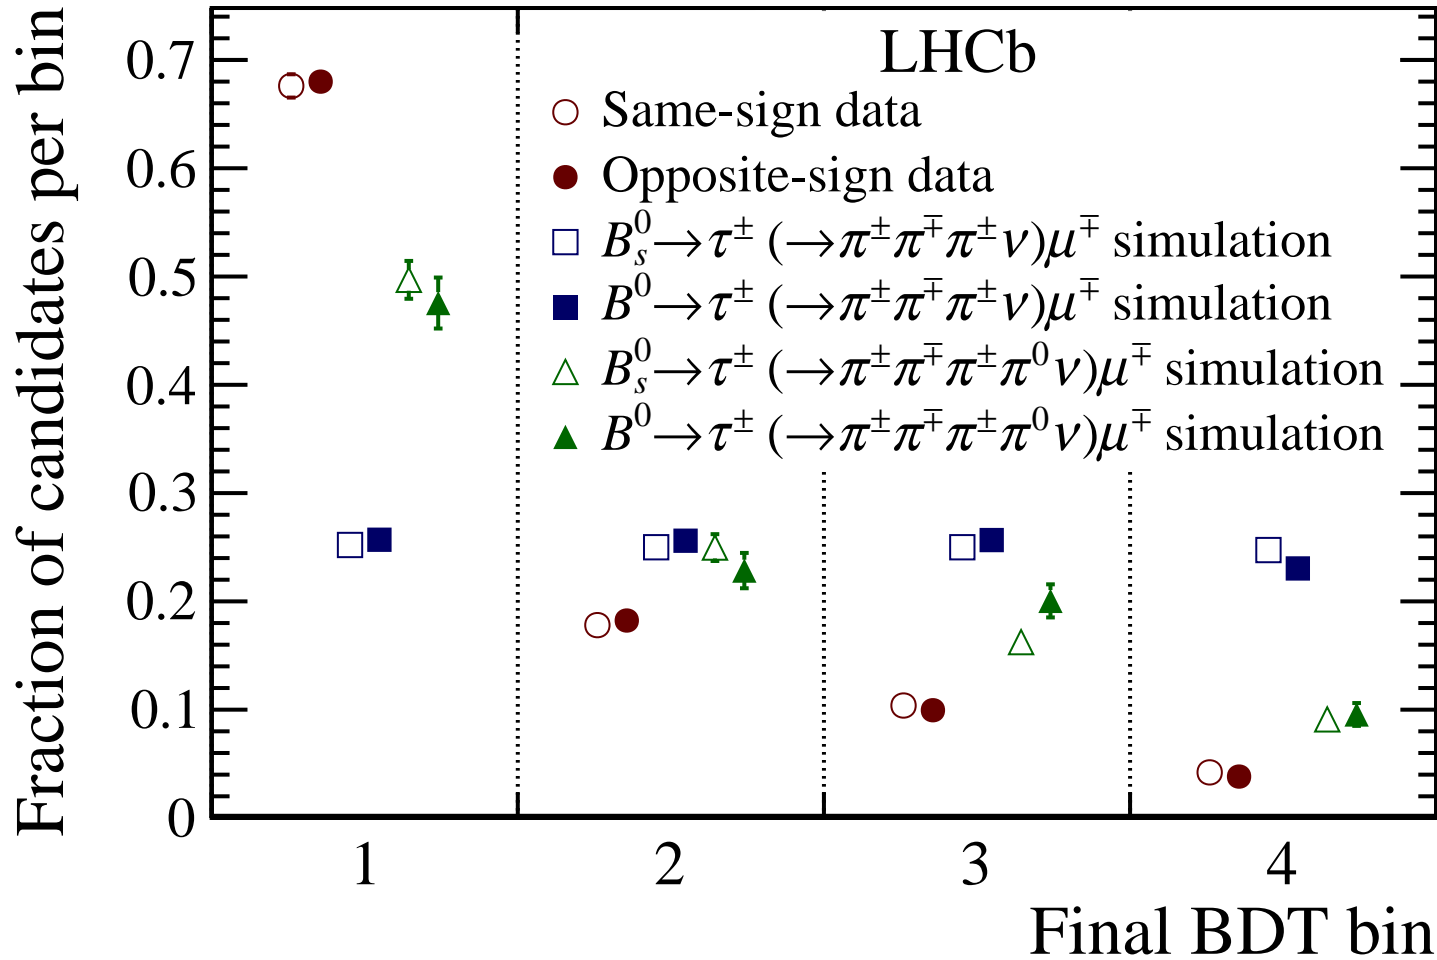 Fraction of candidates per bin
0.7
0.6
0.5
0.4
0.3
0.2
0.1
0
LHCb
Same-sign data
Opposite-sign data
B⁰ₛ→τ± (→π±π∓π±ν)μ∓ simulation
B⁰→τ± (→π±π∓π±ν)μ∓ simulation
B⁰ₛ→τ± (→π±π∓π±π⁰ν)μ∓ simulation
B⁰→τ± (→π±π∓π±π⁰ν)μ∓ simulation
1 2 3 4
Final BDT bin